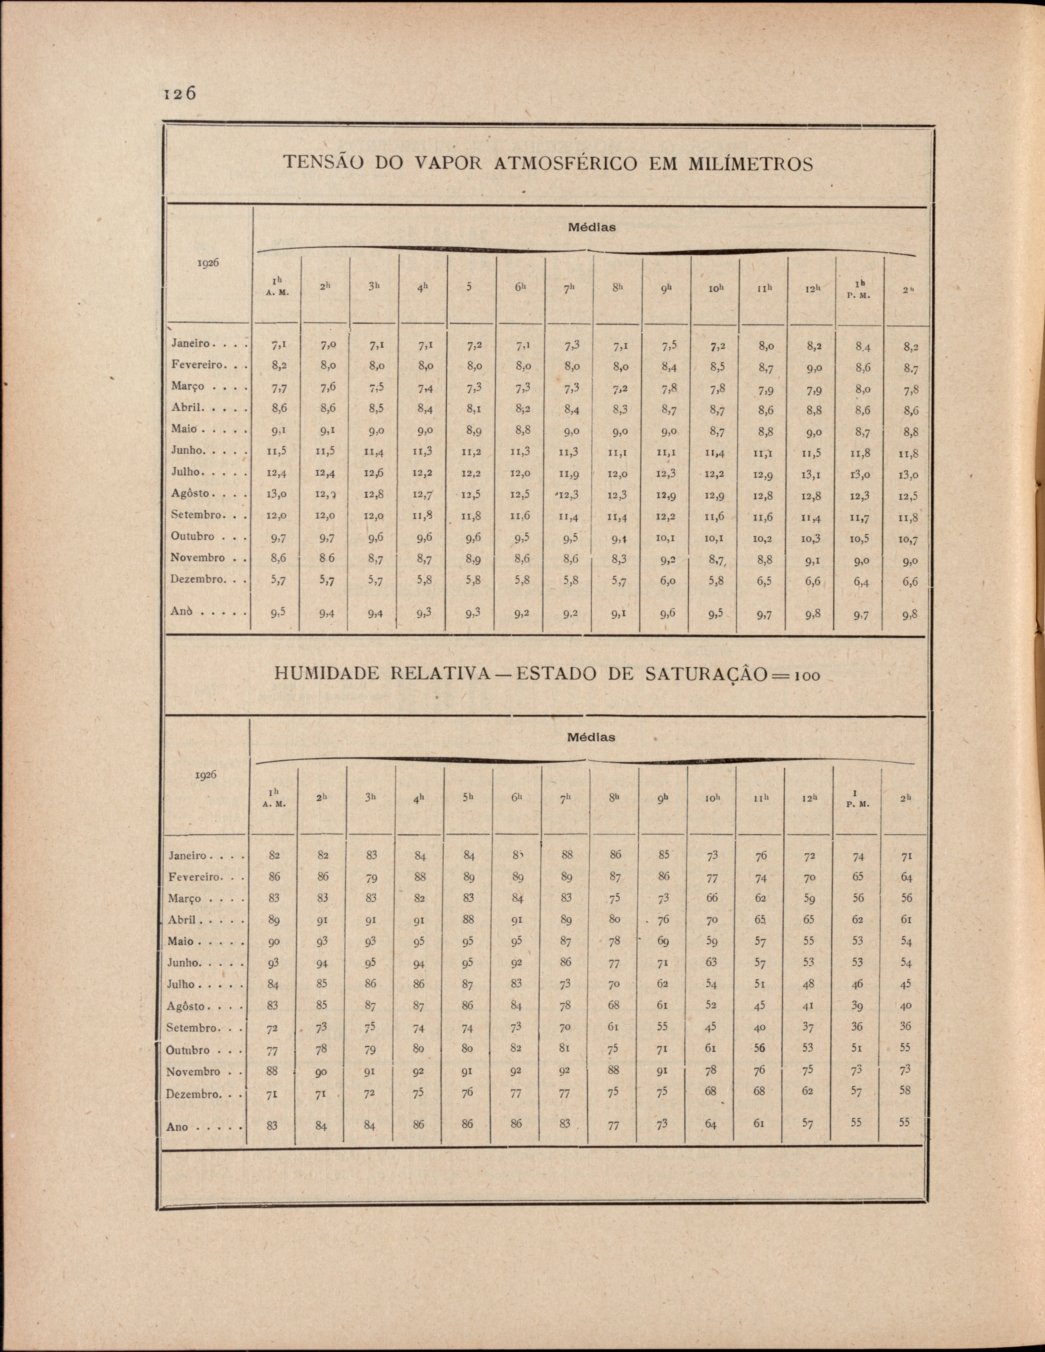 126
TENSÃO DO VAPOR ATMOSFÉRICO EM MILÍMETROS
Médias
1926
1h A. M. 2h 3h 4h 5 6h 7h 8h 9h 10h 11h 12h 1h P. M. 2h
Janeiro . . . . 7,1 7,0 7,1 7,1 7,2 7,1 7,3 7,1 7,5 7,2 8,0 8,2 8,4 8,2
Fevereiro. . . 8,2 8,0 8,0 8,0 8,0 8,0 8,0 8,0 8,4 8,5 8,7 9,0 8,6 8,7
Março . . . . 7,7 7,6 7,5 7,4 7,3 7,3 7,3 7,2 7,8 7,8 7,9 7,9 8,0 7,8
Abril. . . . . 8,6 8,6 8,5 8,4 8,1 8,2 8,4 8,3 8,7 8,7 8,6 8,8 8,6 8,6
Maio . . . . . 9,1 9,1 9,0 9,0 8,9 8,8 9,0 9,0 9,0 8,7 8,8 9,0 8,7 8,8
Junho. . . . . 11,5 11,5 11,4 11,3 11,2 11,3 11,3 11,1 11,1 11,4 11,1 11,5 11,8 11,8
Julho. . . . . 12,4 12,4 12,6 12,2 12,2 12,0 11,9 12,0 12,3 12,2 12,9 13,1 13,0 13,0
Agôsto. . . . 13,0 12,8 12,7 12,5 12,5 12,3 12,3 12,9 12,9 12,8 12,8 12,3 12,5
Setembro. . . 12,0 12,0 12,0 11,8 11,8 11,6 11,4 11,4 12,2 11,6 11,6 11,4 11,7 11,8
Outubro . . . 9,7 9,7 9,6 9,6 9,6 9,5 9,5 9,4 10,1 10,1 10,2 10,3 10,5 10,7
Novembro . . 8,6 8 6 8,7 8,7 8,9 8,6 8,6 8,3 9,2 8,7 8,8 9,1 9,0 9,0
Dezembro. . . 5,7 5,7 5,7 5,8 5,8 5,8 5,8 5,7 6,0 5,8 6,5 6,6 6,4 6,6
Anò . . . . . 9,5 9,4 9,4 9,3 9,3 9,2 9,2 9,1 9,6 9,5 9,7 9,8 9,7 9,8
HUMIDADE RELATIVA — ESTADO DE SATURAÇÂO = 100
Médias
1926
1h A. M. 2h 3h 4h 5h 6h 7h 8h 9h 10h 11h 12h 1 P. M. 2h
Janeiro . . . . 82 82 83 84 84 88 86 85 73 76 72 74 71
Fevereiro. . . 86 86 79 88 89 89 89 87 86 77 74 70 65 64
Março . . . . 83 83 83 82 83 84 83 75 73 66 62 59 56 56
Abril . . . . . 89 91 91 91 88 91 89 80 76 70 65 65 62 61
Maio . . . . . 90 93 93 95 95 95 87 78 69 59 57 55 53 54
Junho. . . . . 93 94 95 94 95 92 86 77 71 63 57 53 53 54
Julho . . . . . 84 85 86 86 87 83 73 70 62 54 51 48 46 45
Agôsto. . . . 83 85 87 87 86 84 78 68 61 52 45 41 39 40
Setembro. . . 72 73 75 74 74 73 70 61 55 45 40 37 36 36
Outubro . . . 77 78 79 80 80 82 81 75 71 61 56 53 51 55
Novembro . . 88 90 91 92 91 92 92 88 91 78 76 75 73 73
Dezembro. . . 71 71 72 75 76 77 77 75 75 68 68 62 57 58
Ano . . . . . 83 84 84 86 86 86 83 77 73 64 61 57 55 55